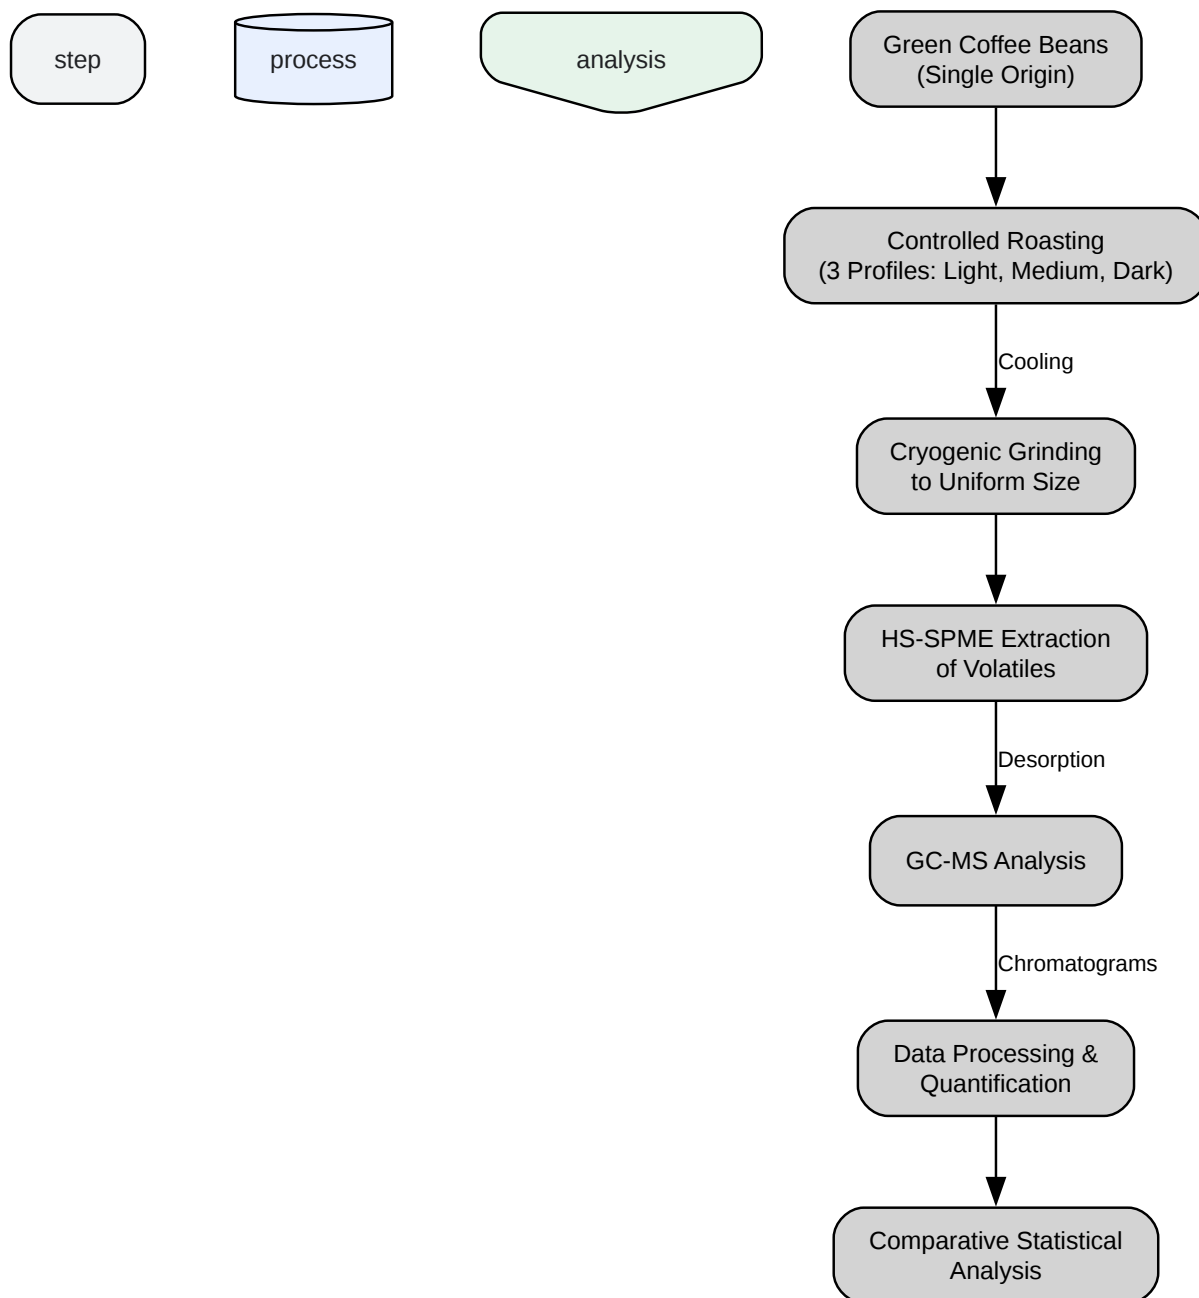 step
process
analysis
Green Coffee Beans
(Single Origin)
Controlled Roasting
(3 Profiles: Light, Medium, Dark)
Cooling
Cryogenic Grinding
to Uniform Size
HS-SPME Extraction
of Volatiles
Desorption
GC-MS Analysis
Chromatograms
Data Processing &
Quantification
Comparative Statistical
Analysis